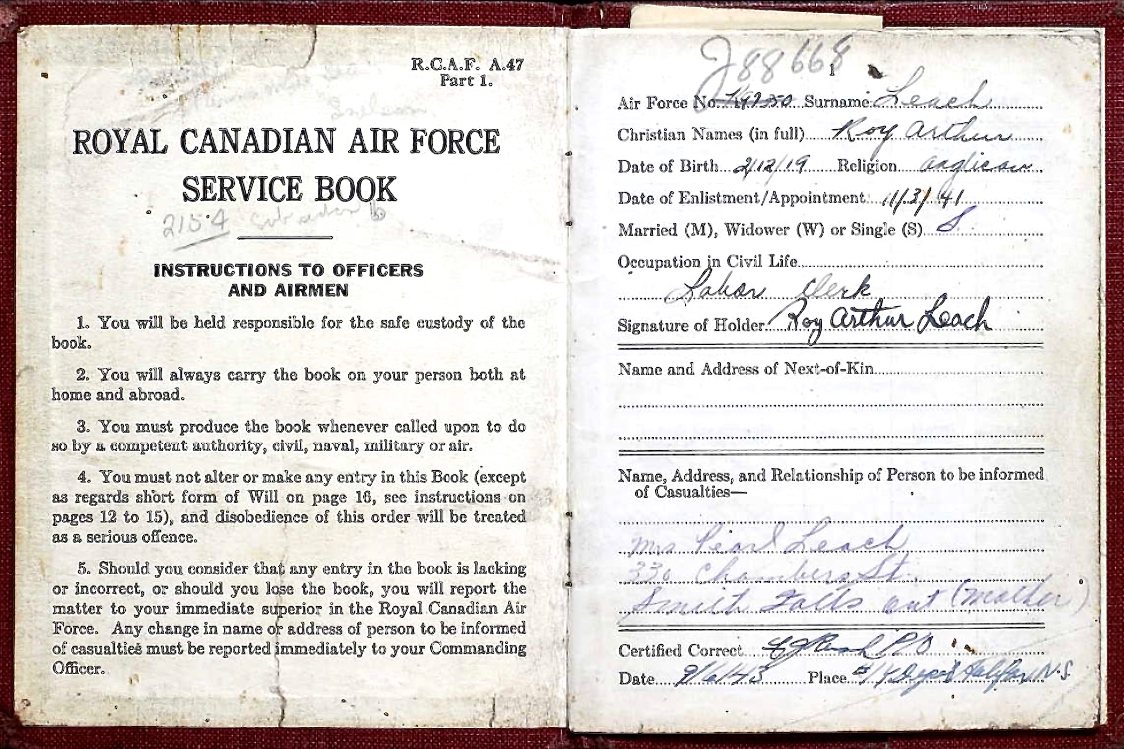 R.C.A.F. A.47
Part 1.
ROYAL CANADIAN AIR FORCE
SERVICE BOOK
2154
INSTRUCTIONS TO OFFICERS
AND AIRMEN
1. You will be held responsible for the safe custody of the
book.
2. You will always carry the book on your person both at
home and abroad.
3. You must produce the book whenever called upon to do
so by a competent authority, civil, naval, military or air.
4. You must not alter or make any entry in this Book (except
as regards short form of Will on page 16, see instructions on
pages 12 to 15), and disobedience of this order will be treated
as a serious offence.
5. Should you consider that any entry in the book is lacking
or incorrect, or should you lose the book, you will report the
matter to your immediate superior in the Royal Canadian Air
Force. Any change in name or address of person to be informed
of casualties must be reported immediately to your Commanding
Officer.
J88668
1
Air Force No. Surname Leach
Christian Names (in full) Roy Arthur
Date of Birth 2/12/19 Religion Anglican
Date of Enlistment/Appointment 11/3/41
Married (M), Widower (W) or Single (S) S
Occupation in Civil Life
Labor Clerk
Signature of Holder Roy Arthur Leach
Name and Address of Next-of-Kin
Name, Address, and Relationship of Person to be informed
of Casualties—
Mrs Pearl Leach
330 Chambers St.
Smith Falls ont (Mother)
Certified Correct P/O
Date 9/6/43 Place Halifax N.S.